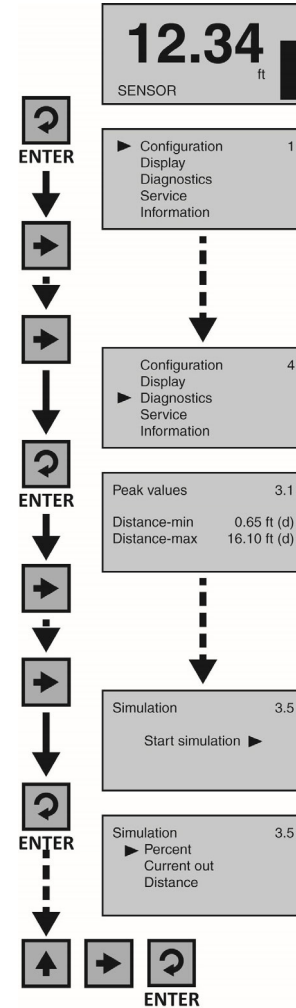 12.34
ft
SENSOR
ENTER
Configuration 1
Display
Diagnostics
Service
Information
Configuration 4
Display
Diagnostics
Service
Information
ENTER
Peak values 3.1
Distance-min 0.65 ft (d)
Distance-max 16.10 ft (d)
Simulation 3.5
Start simulation
ENTER
Simulation 3.5
Percent
Current out
Distance
ENTER